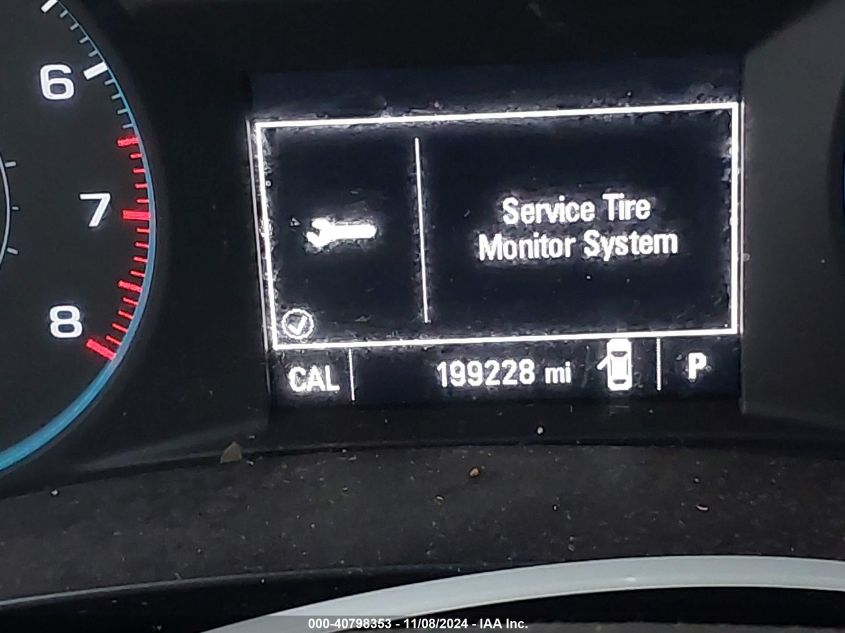 6
7
8
Service Tire
Monitor System
CAL 199228 mi P
000-40798353 - 11/08/2024 - IAA Inc.